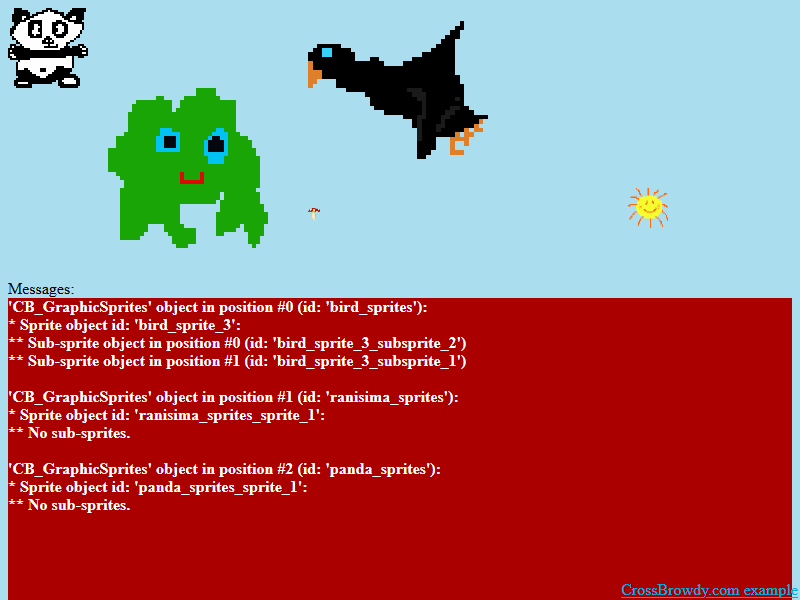 Messages:
'CB_GraphicSprites' object in position #0 (id: 'bird_sprites'):
* Sprite object id: 'bird_sprite_3':
** Sub-sprite object in position #0 (id: 'bird_sprite_3_subsprite_2')
** Sub-sprite object in position #1 (id: 'bird_sprite_3_subsprite_1')
'CB_GraphicSprites' object in position #1 (id: 'ranisima_sprites'):
* Sprite object id: 'ranisima_sprites_sprite_1':
** No sub-sprites.
'CB_GraphicSprites' object in position #2 (id: 'panda_sprites'):
* Sprite object id: 'panda_sprites_sprite_1':
** No sub-sprites.
CrossBrowdy.com example